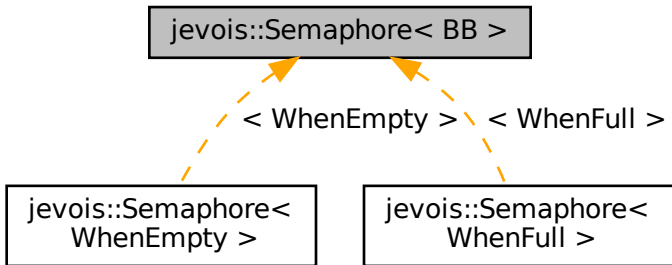 jevois::Semaphore< BB >
< WhenEmpty >
< WhenFull >
jevois::Semaphore<
WhenEmpty >
jevois::Semaphore<
WhenFull >